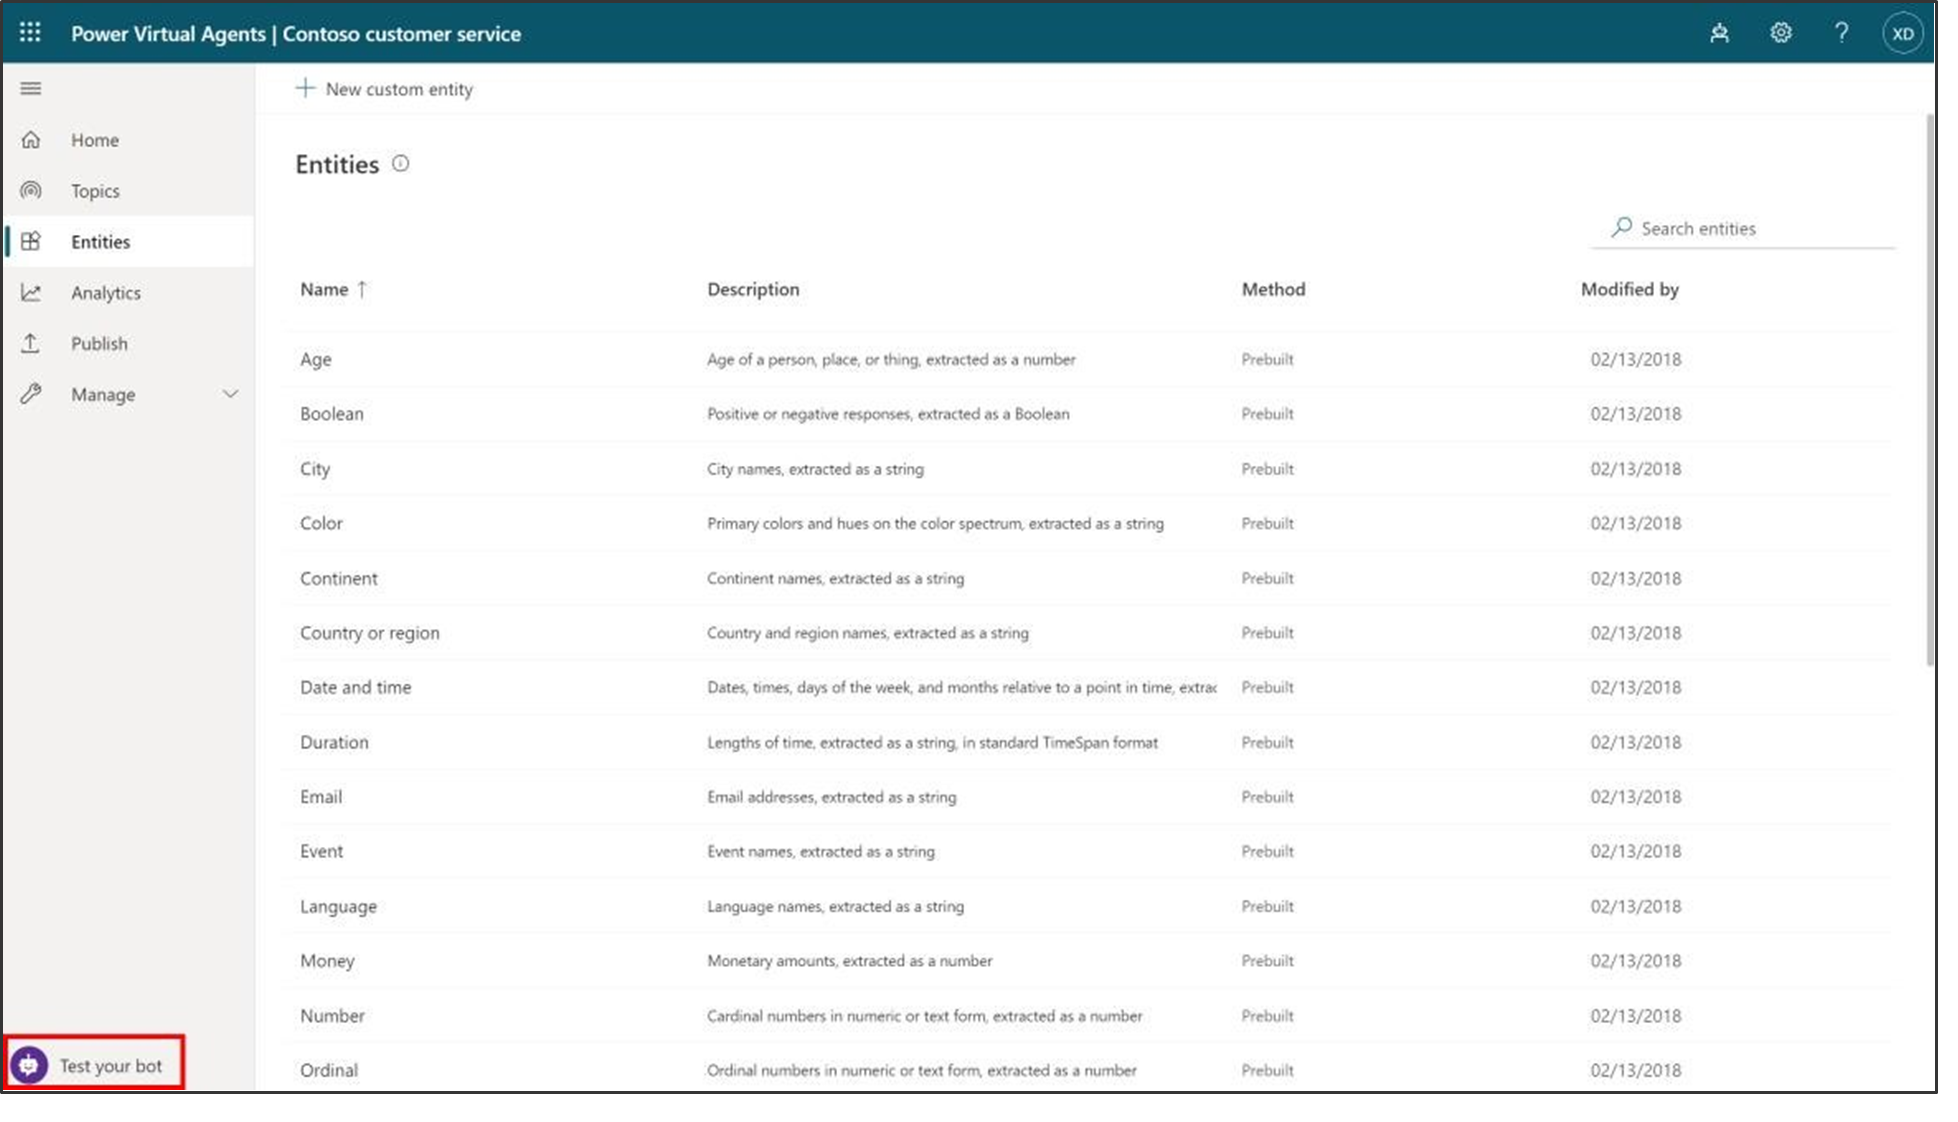 Power Virtual Agents | Contoso customer service
? XD
New custom entity
Home
Topics
Entities
Analytics
Publish
Manage
Test your bot
Entities
Search entities
Name ↑ Description Method Modified by
Age Age of a person, place, or thing, extracted as a number Prebuilt 02/13/2018
Boolean Positive or negative responses, extracted as a Boolean Prebuilt 02/13/2018
City City names, extracted as a string Prebuilt 02/13/2018
Color Primary colors and hues on the color spectrum, extracted as a string Prebuilt 02/13/2018
Continent Continent names, extracted as a string Prebuilt 02/13/2018
Country or region Country and region names, extracted as a string Prebuilt 02/13/2018
Date and time Dates, times, days of the week, and months relative to a point in time, extrac Prebuilt 02/13/2018
Duration Lengths of time, extracted as a string, in standard TimeSpan format Prebuilt 02/13/2018
Email Email addresses, extracted as a string Prebuilt 02/13/2018
Event Event names, extracted as a string Prebuilt 02/13/2018
Language Language names, extracted as a string Prebuilt 02/13/2018
Money Monetary amounts, extracted as a number Prebuilt 02/13/2018
Number Cardinal numbers in numeric or text form, extracted as a number Prebuilt 02/13/2018
Ordinal Ordinal numbers in numeric or text form, extracted as a number Prebuilt 02/13/2018